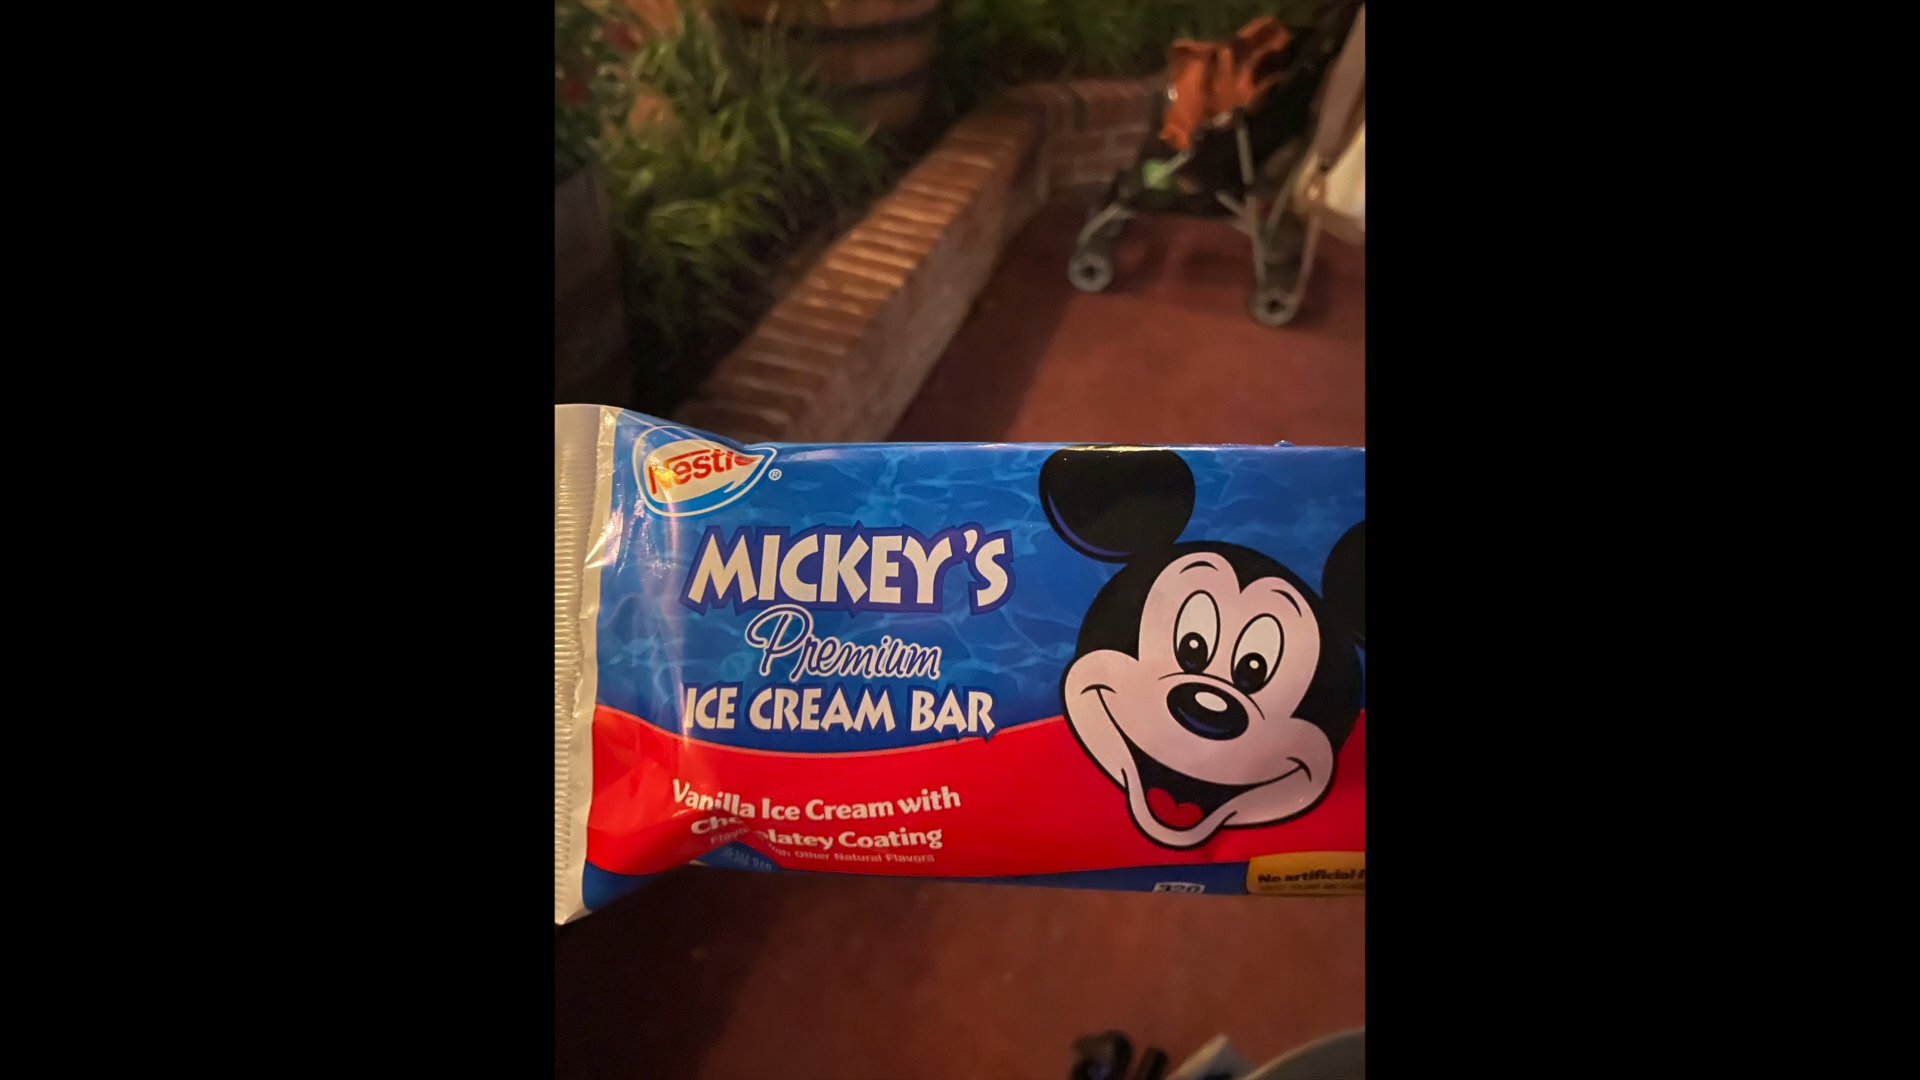 Nestlé
®
MICKEY'S
Premium
ICE CREAM BAR
Vanilla Ice Cream with
latey Coating
Other Natural Flavors
No artificial